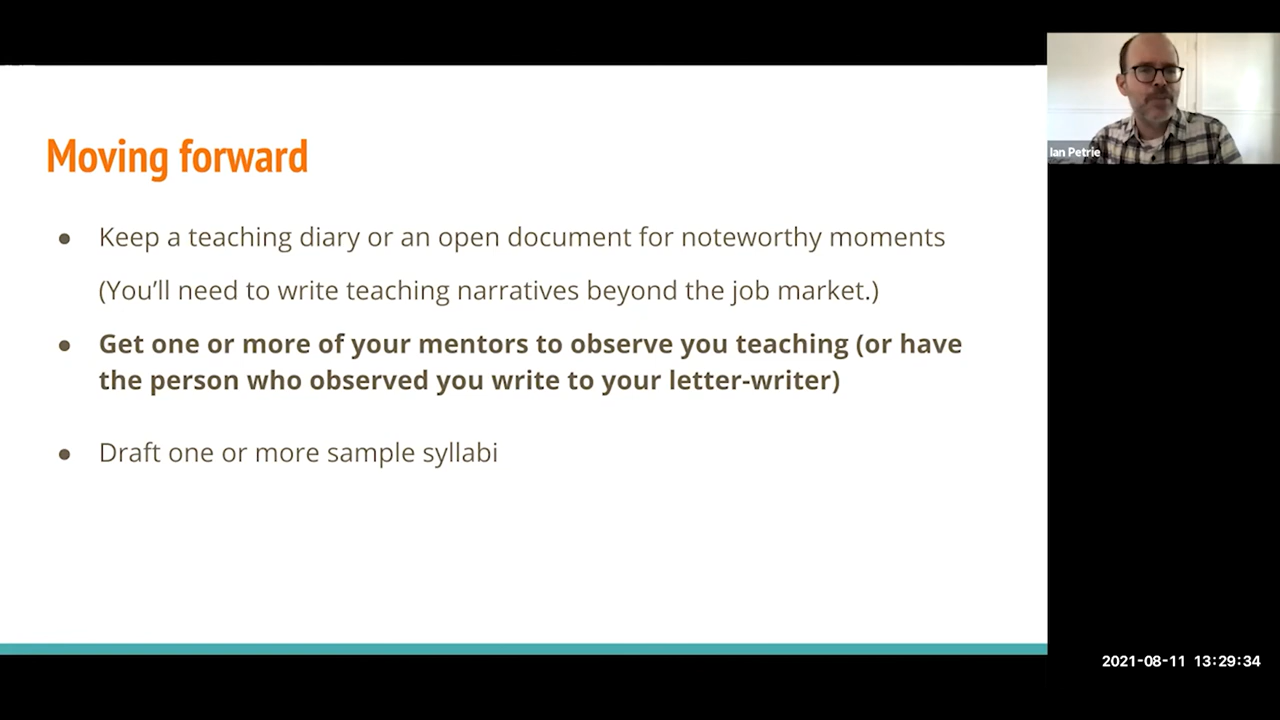 Moving forward
● Keep a teaching diary or an open document for noteworthy moments
(You’ll need to write teaching narratives beyond the job market.)
● Get one or more of your mentors to observe you teaching (or have
the person who observed you write to your letter-writer)
● Draft one or more sample syllabi
Ian Petrie
2021-08-11 13:29:34